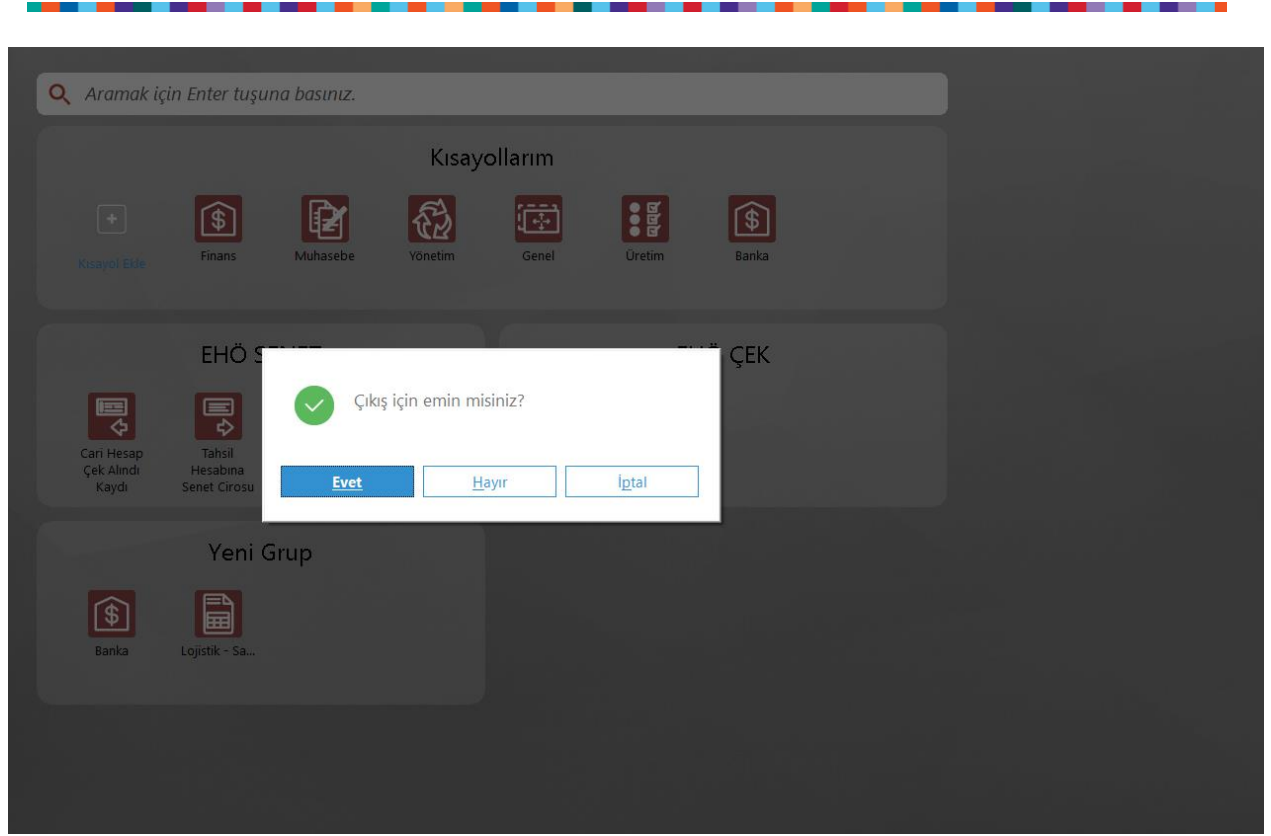 Aramak için Enter tuşuna basınız.
Kısayollarım
Kısayol Ekle
Finans
Muhasebe
Yönetim
Genel
Üretim
Banka
EHÖ
ÇEK
Çıkış için emin misiniz?
Evet
Hayır
İptal
Cari Hesap
Çek Alındı
Kaydı
Tahsil
Hesabına
Senet Cirosu
Yeni Grup
Banka
Lojistik - Sa...